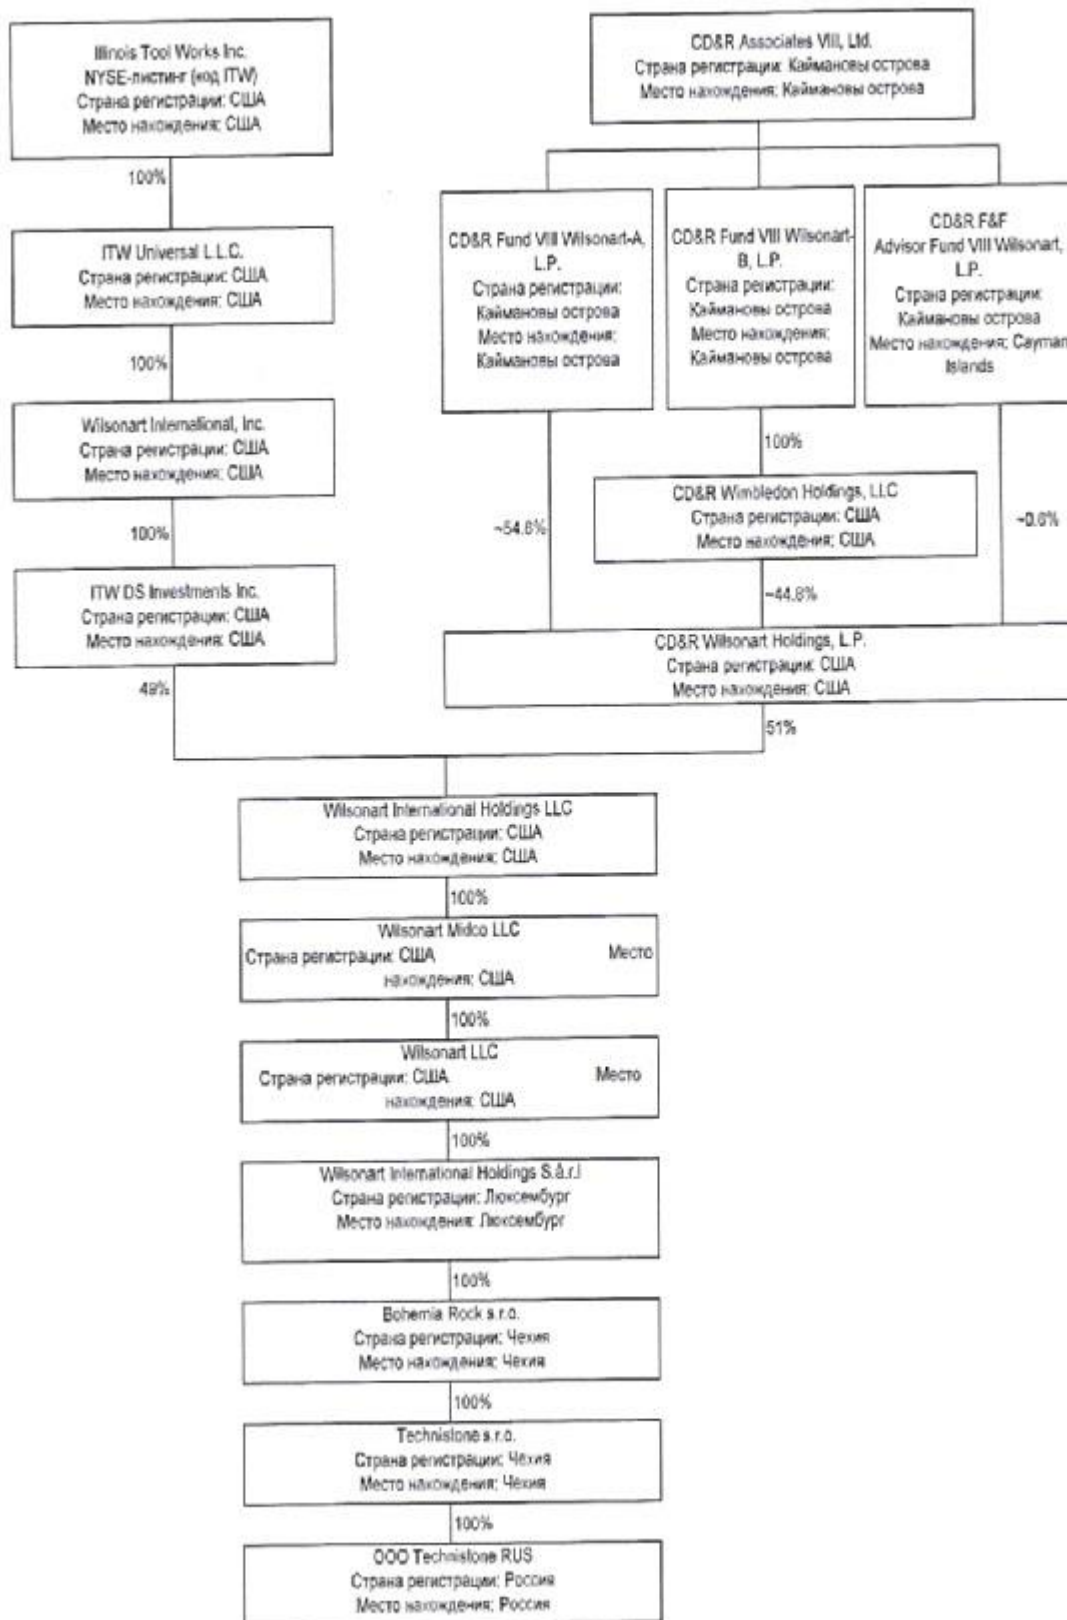 Illinois Tool Works Inc.
NYSE-листинг (код ITW)
Страна регистрации: США
Место нахождения: США
100%
ITW Universal L.L.C.
Страна регистрации: США
Место нахождения: США
100%
Wilsonart International, Inc.
Страна регистрации: США
Место нахождения: США
100%
ITW DS Investments Inc.
Страна регистрации: США
Место нахождения: США
49%
CD&R Associates VIII, Ltd.
Страна регистрации: Каймановы острова
Место нахождения: Каймановы острова
CD&R Fund VIII Wilsonart-A,
L.P.
Страна регистрации:
Каймановы острова
Место нахождения:
Каймановы острова
CD&R Fund VIII Wilsonart-
B, L.P.
Страна регистрации:
Каймановы острова
Место нахождения:
Каймановы острова
CD&R F&F
Advisor Fund VIII Wilsonart,
L.P.
Страна регистрации:
Каймановы острова
Место нахождения: Cayman
Islands
100%
CD&R Wimbledon Holdings, LLC
Страна регистрации: США
Место нахождения: США
~54.6%
~44.8%
~0.6%
CD&R Wilsonart Holdings, L.P.
Страна регистрации: США
Место нахождения: США
51%
Wilsonart International Holdings LLC
Страна регистрации: США
Место нахождения: США
100%
Wilsonart Midco LLC
Страна регистрации: США Место
нахождения: США
100%
Wilsonart LLC
Страна регистрации: США Место
нахождения: США
100%
Wilsonart International Holdings S.à.r.l
Страна регистрации: Люксембург
Место нахождения: Люксембург
100%
Bohemia Rock s.r.o.
Страна регистрации: Чехия
Место нахождения: Чехия
100%
Technistone s.r.o.
Страна регистрации: Чехия
Место нахождения: Чехия
100%
ООО Technistone RUS
Страна регистрации: Россия
Место нахождения: Россия